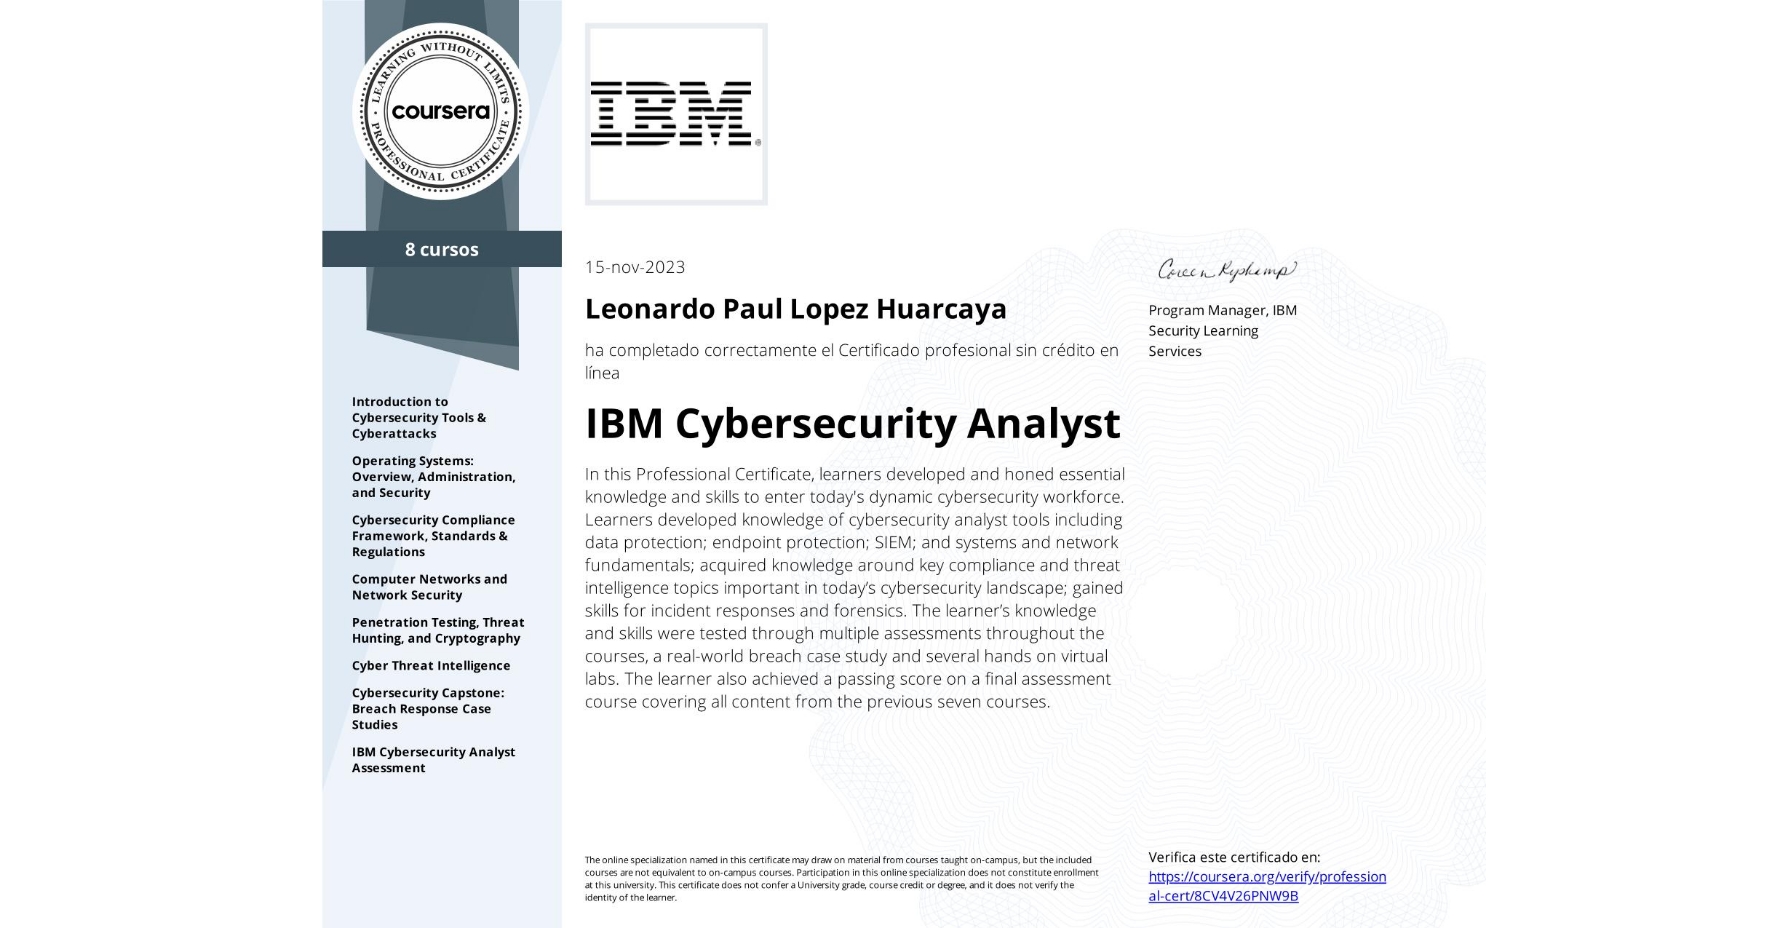 LEARNING WITHOUT LIMITS
coursera
PROFESSIONAL CERTIFICATE
8 cursos
Introduction to
Cybersecurity Tools &
Cyberattacks
Operating Systems:
Overview, Administration,
and Security
Cybersecurity Compliance
Framework, Standards &
Regulations
Computer Networks and
Network Security
Penetration Testing, Threat
Hunting, and Cryptography
Cyber Threat Intelligence
Cybersecurity Capstone:
Breach Response Case
Studies
IBM Cybersecurity Analyst
Assessment
IBM®
15-nov-2023
Leonardo Paul Lopez Huarcaya
ha completado correctamente el Certificado profesional sin crédito en
línea
IBM Cybersecurity Analyst
In this Professional Certificate, learners developed and honed essential
knowledge and skills to enter today's dynamic cybersecurity workforce.
Learners developed knowledge of cybersecurity analyst tools including
data protection; endpoint protection; SIEM; and systems and network
fundamentals; acquired knowledge around key compliance and threat
intelligence topics important in today’s cybersecurity landscape; gained
skills for incident responses and forensics. The learner’s knowledge
and skills were tested through multiple assessments throughout the
courses, a real-world breach case study and several hands on virtual
labs. The learner also achieved a passing score on a final assessment
course covering all content from the previous seven courses.
The online specialization named in this certificate may draw on material from courses taught on-campus, but the included
courses are not equivalent to on-campus courses. Participation in this online specialization does not constitute enrollment
at this university. This certificate does not confer a University grade, course credit or degree, and it does not verify the
identity of the learner.
Program Manager, IBM
Security Learning
Services
Verifica este certificado en:
https://coursera.org/verify/profession
al-cert/8CV4V26PNW9B